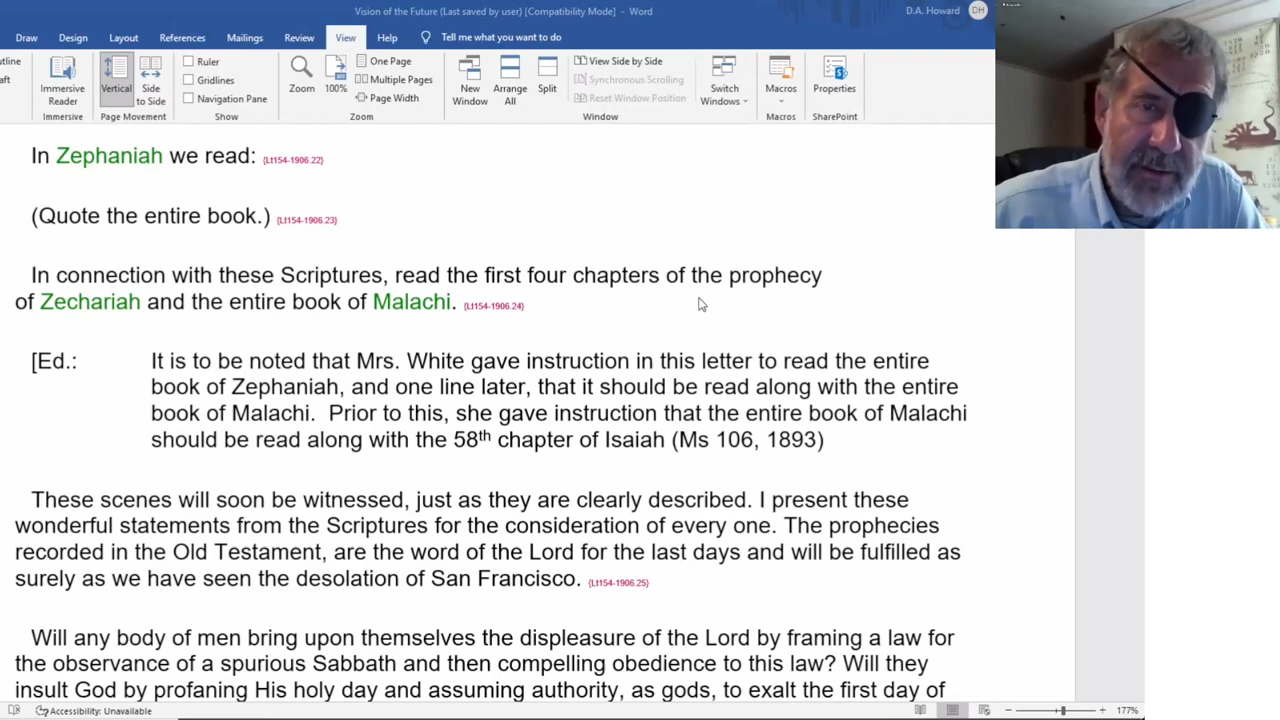 Vision of the Future (Last saved by user) [Compatibility Mode] - Word
D.A. Howard
DH
Draw Design Layout References Mailings Review View Help Tell me what you want to do
Immersive Reader
Immersive
Vertical
Side to Side
Page Movement
Ruler
Gridlines
Navigation Pane
Show
Zoom
100%
One Page
Multiple Pages
Page Width
Zoom
New Window
Arrange All
Split
View Side by Side
Synchronous Scrolling
Reset Window Position
Switch Windows
Window
Macros
Macros
Properties
SharePoint
In Zephaniah we read: {Lt154-1906.22}
(Quote the entire book.) {Lt154-1906.23}
In connection with these Scriptures, read the first four chapters of the prophecy
of Zechariah and the entire book of Malachi. {Lt154-1906.24}
[Ed.: It is to be noted that Mrs. White gave instruction in this letter to read the entire
book of Zephaniah, and one line later, that it should be read along with the entire
book of Malachi. Prior to this, she gave instruction that the entire book of Malachi
should be read along with the 58th chapter of Isaiah (Ms 106, 1893)
These scenes will soon be witnessed, just as they are clearly described. I present these
wonderful statements from the Scriptures for the consideration of every one. The prophecies
recorded in the Old Testament, are the word of the Lord for the last days and will be fulfilled as
surely as we have seen the desolation of San Francisco. {Lt154-1906.25}
Will any body of men bring upon themselves the displeasure of the Lord by framing a law for
the observance of a spurious Sabbath and then compelling obedience to this law? Will they
insult God by profaning His holy day and assuming authority, as gods, to exalt the first day of
Accessibility: Unavailable
177%